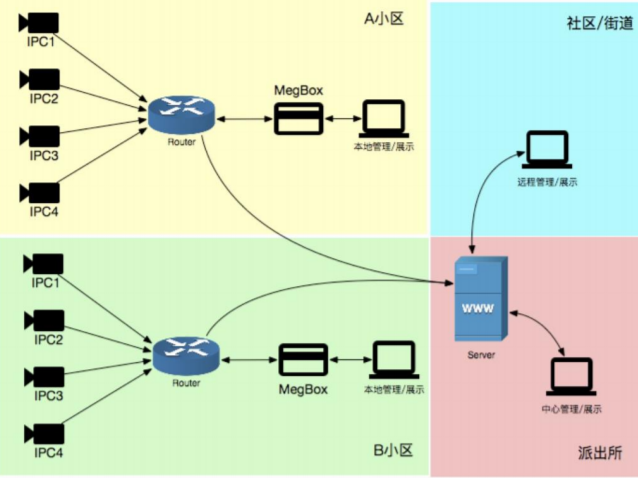 A小区
IPC1
IPC2
IPC3
IPC4
Router
MegBox
本地管理/展示
社区/街道
远程管理/展示
IPC1
IPC2
IPC3
IPC4
Router
MegBox
本地管理/展示
B小区
WWW
Server
中心管理/展示
派出所